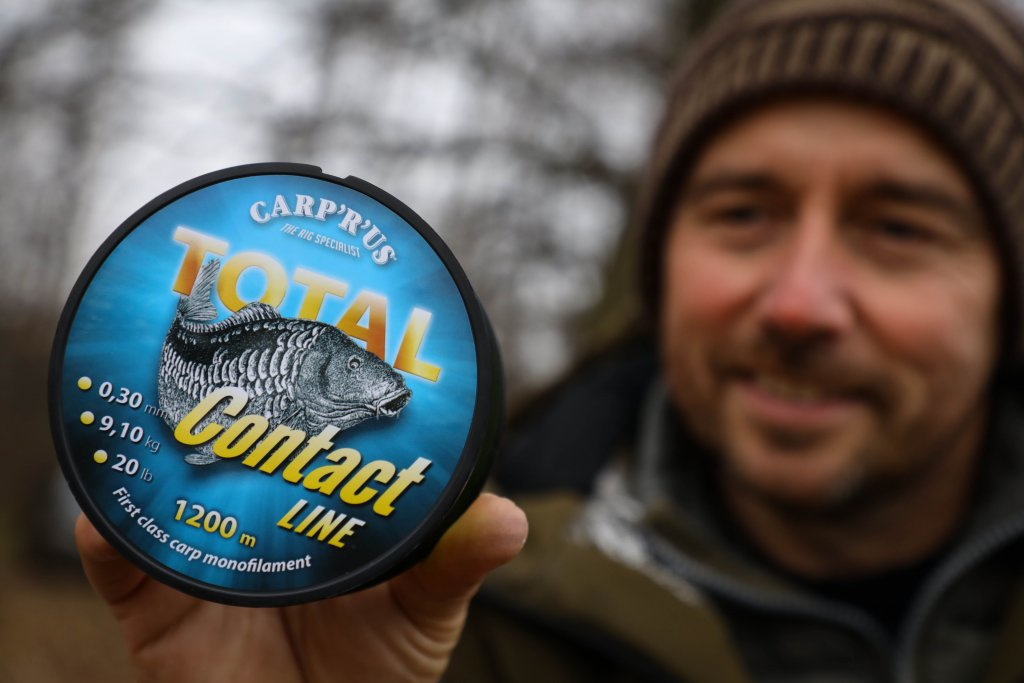 CARP'R'US
THE RIG SPECIALIST
TOTAL
Contact
LINE
0,30 mm
9,10 kg
20 lb
1200 m
First class carp monofilament